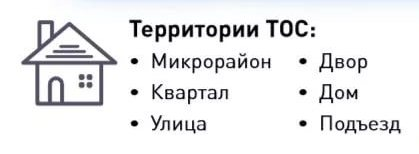 Территории ТОС:
• Микрорайон
• Квартал
• Улица
• Двор
• Дом
• Подъезд